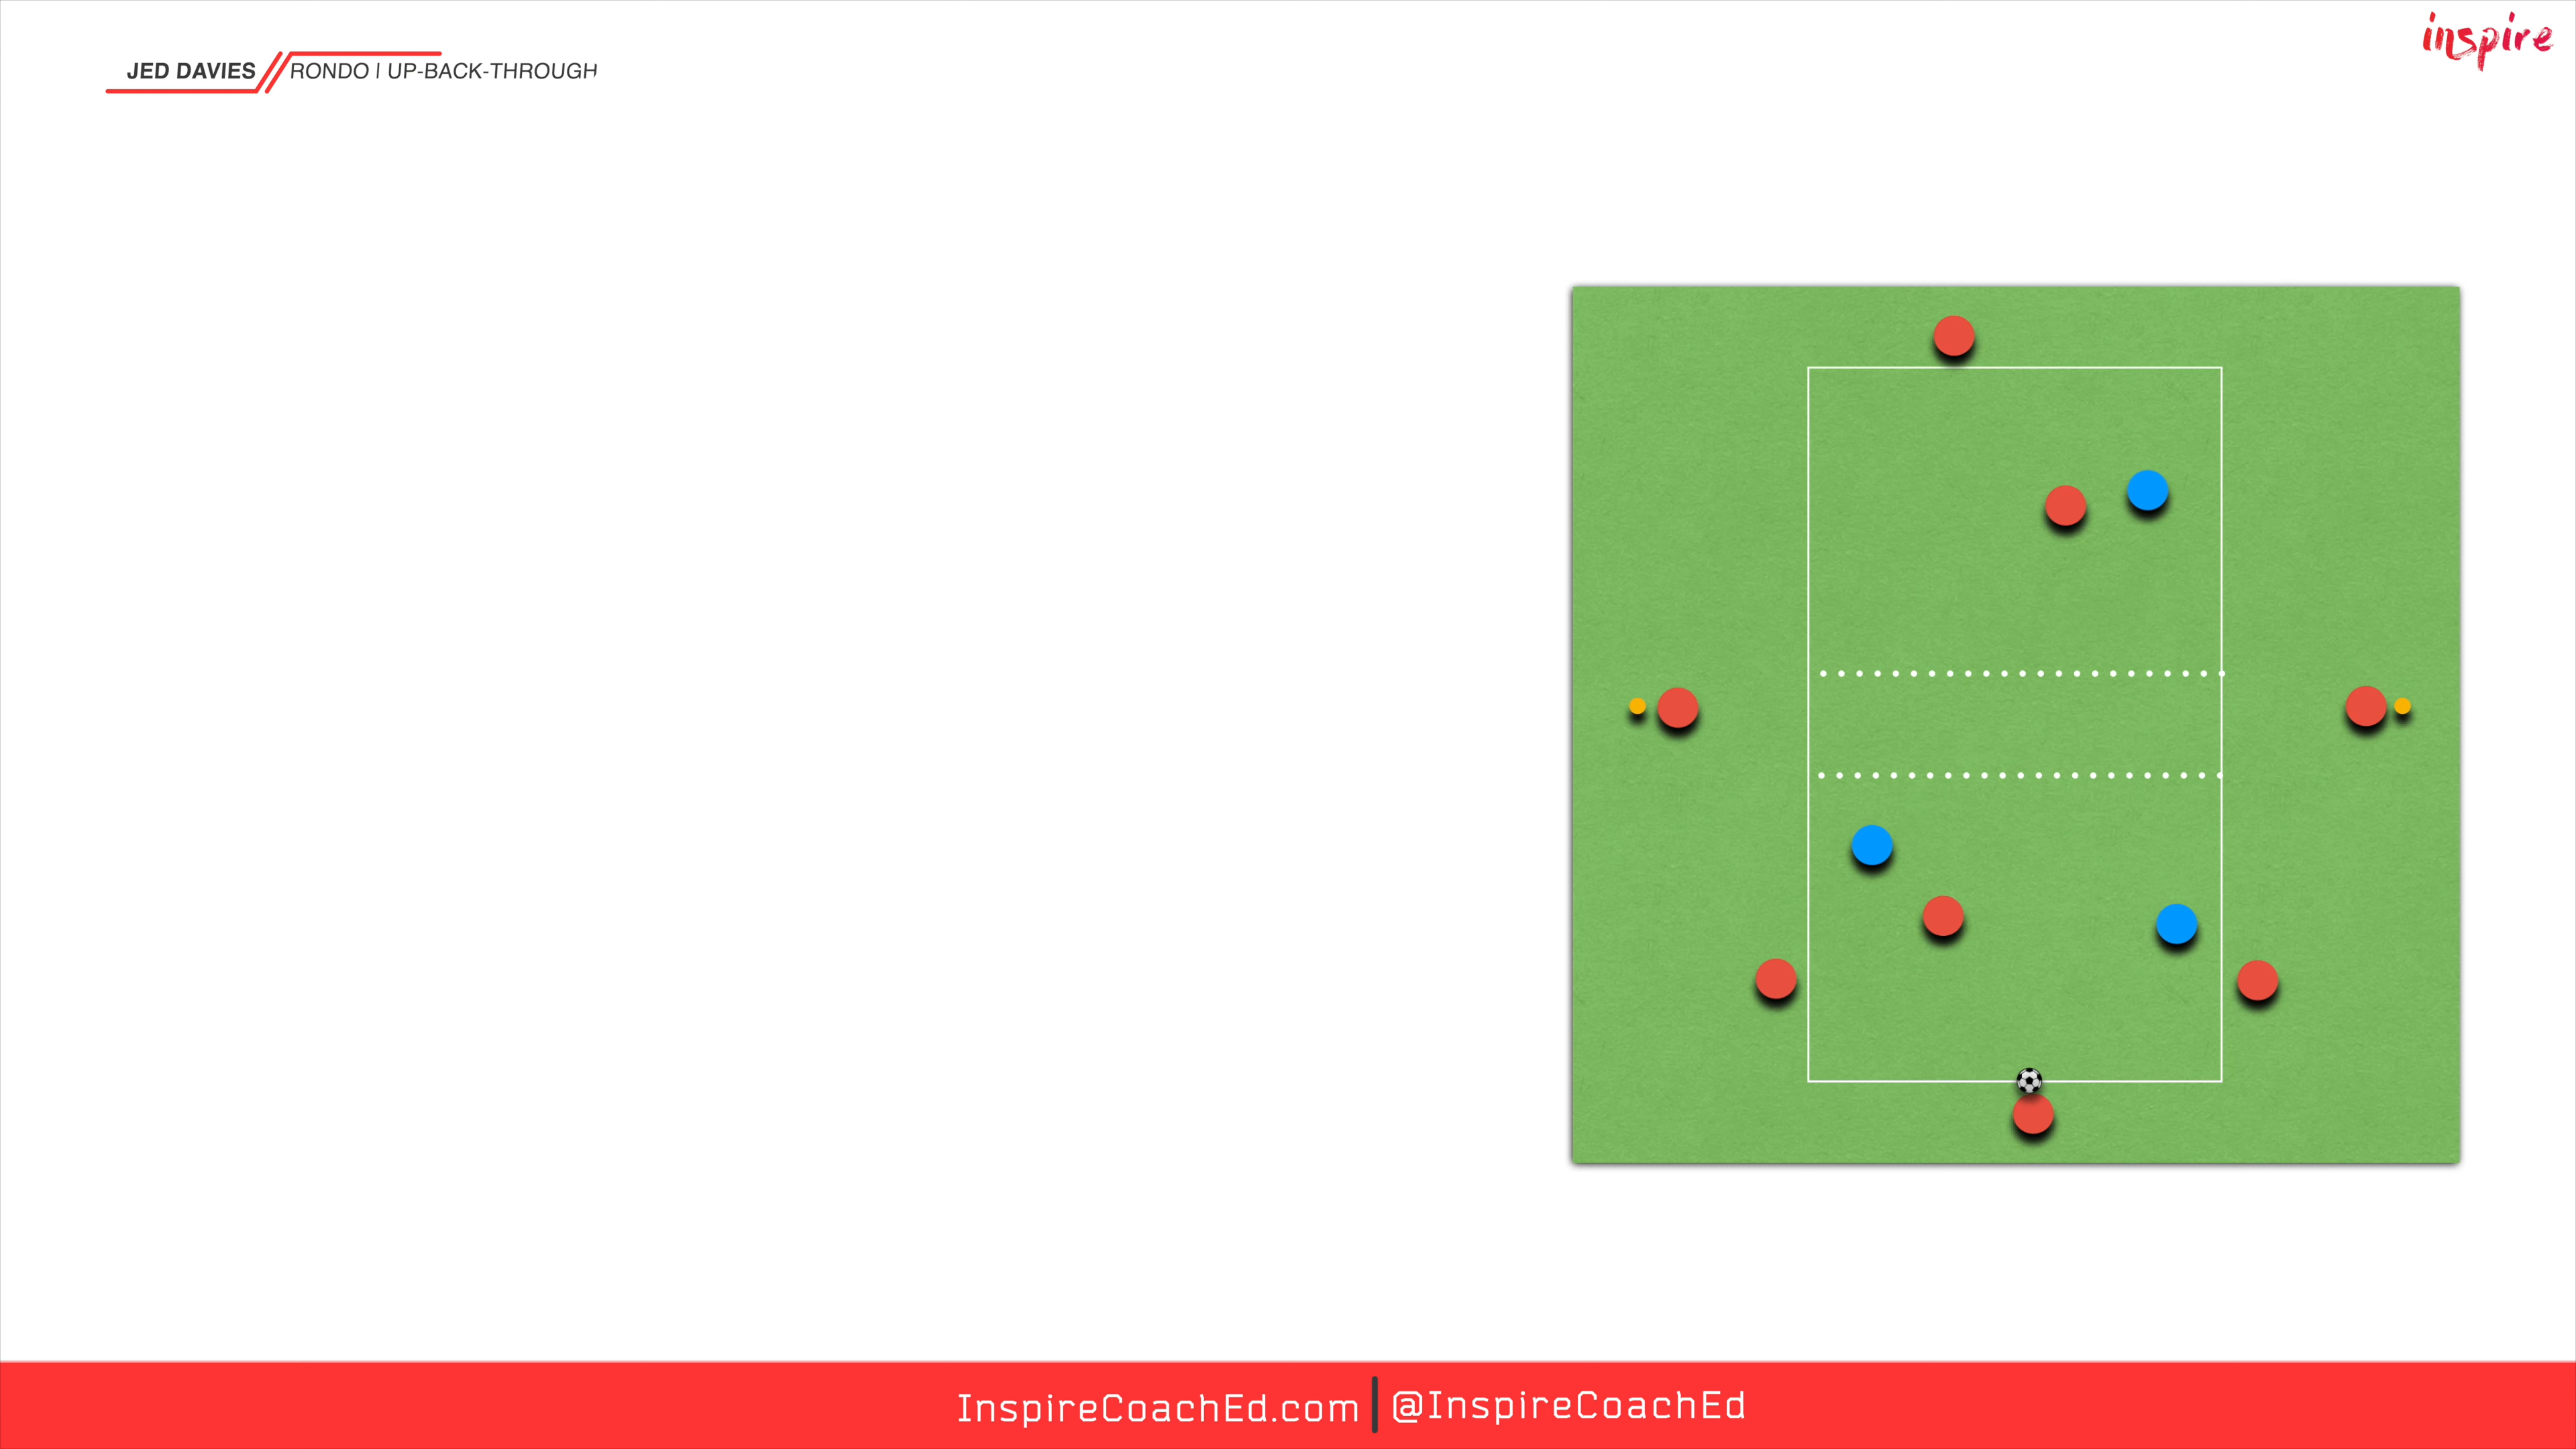 JED DAVIES RONDO | UP-BACK-THROUGH
inspire
InspireCoachEd.com | @InspireCoachEd